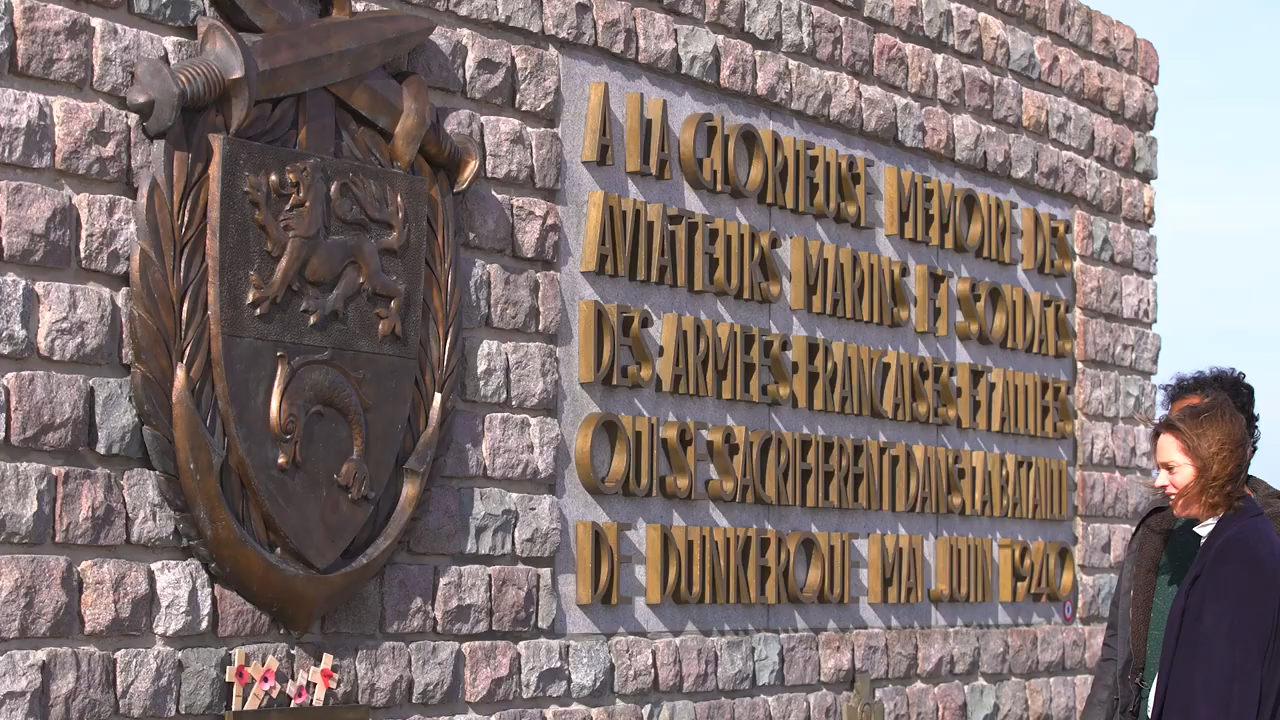 A LA GLORIEUSE MEMOIRE DES
AVIATEURS MARINS ET SOLDATS
DES ARMEES FRANÇAISES ET ALLIEES
QUI SE SACRIFIERENT DANS LA BATAILLE
DE DUNKERQUE MAI JUIN 1940